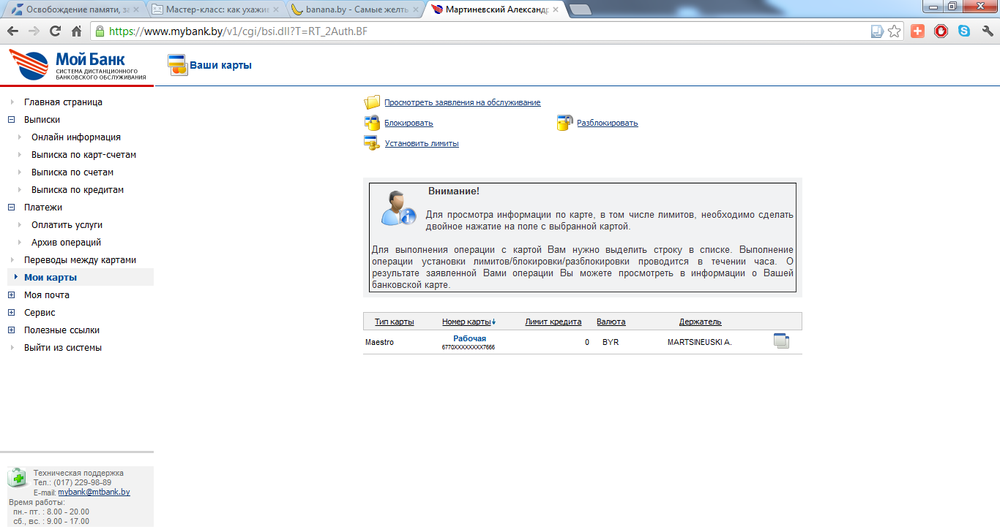 Освобождение памяти, за
Мастер-класс: как ухажив
banana.by - Самые желть
Мартиневский Александр
https://www.mybank.by/v1/cgi/bsi.dll?T=RT_2Auth.BF
Мой Банк
СИСТЕМА ДИСТАНЦИОННОГО
БАНКОВСКОГО ОБСЛУЖИВАНИЯ
Ваши карты
Главная страница
Выписки
Онлайн информация
Выписка по карт-счетам
Выписка по счетам
Выписка по кредитам
Платежи
Оплатить услуги
Архив операций
Переводы между картами
Мои карты
Моя почта
Сервис
Полезные ссылки
Выйти из системы
Техническая поддержка
Тел.: (017) 229-98-89
E-mail: mybank@mtbank.by
Время работы:
пн.- пт. : 8.00 - 20.00
сб., вс. : 9.00 - 17.00
Просмотреть заявления на обслуживание
Блокировать
Разблокировать
Установить лимиты
Внимание!
Для просмотра информации по карте, в том числе лимитов, необходимо сделать
двойное нажатие на поле с выбранной картой.
Для выполнения операции с картой Вам нужно выделить строку в списке. Выполнение
операции установки лимитов/блокировки/разблокировки проводится в течении часа. О
результате заявленной Вами операции Вы можете просмотреть в информации о Вашей
банковской карте.
Тип карты Номер карты Лимит кредита Валюта Держатель
Maestro Рабочая 0 BYR MARTSINEUSKI A.
6770XXXXXXXX7666